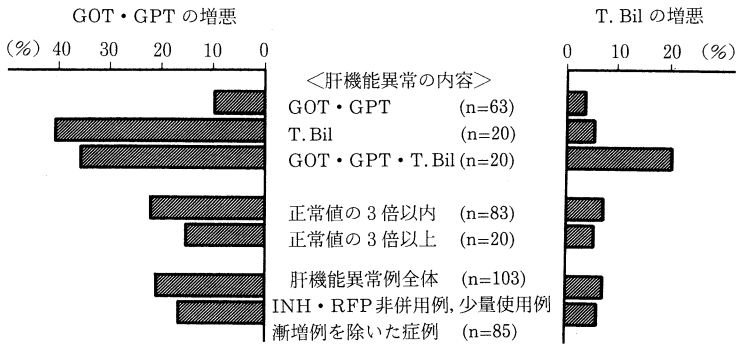 GOT・GPT の増悪
T. Bil の増悪
(%) 40 30 20 10 0
0 10 20 (%)
<肝機能異常の内容>
GOT・GPT (n=63)
T.Bil (n=20)
GOT・GPT・T.Bil (n=20)
正常値の3倍以内 (n=83)
正常値の3倍以上 (n=20)
肝機能異常例全体 (n=103)
INH・RFP非併用例, 少量使用例
漸増例を除いた症例 (n=85)